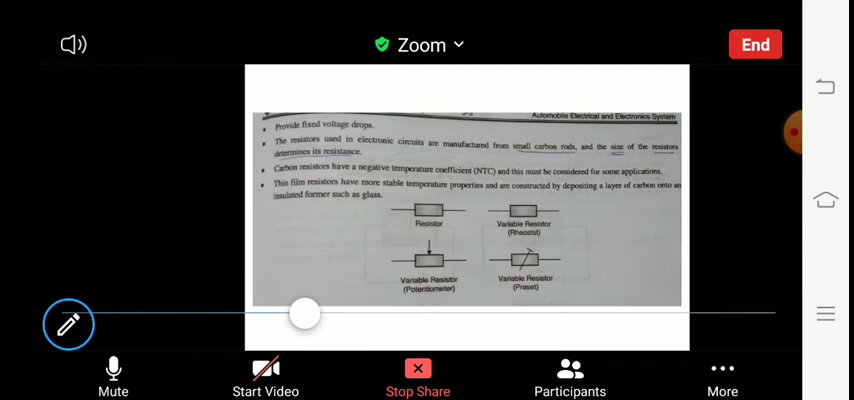 Zoom
End
Automobile Electrical and Electronics System
• Provide fixed voltage drops.
• The resistors used in electronic circuits are manufactured from small carbon rods, and the size of the resistors
determines its resistance.
• Carbon resistors have a negative temperature coefficient (NTC) and this must be considered for some applications.
• Thin film resistors have more stable temperature properties and are constructed by depositing a layer of carbon onto an
insulated former such as glass.
Resistor
Variable Resistor
(Rheostst)
Variable Resistor
(Potentiometer)
Variable Resistor
(Preset)
Mute
Start Video
Stop Share
Participants
More